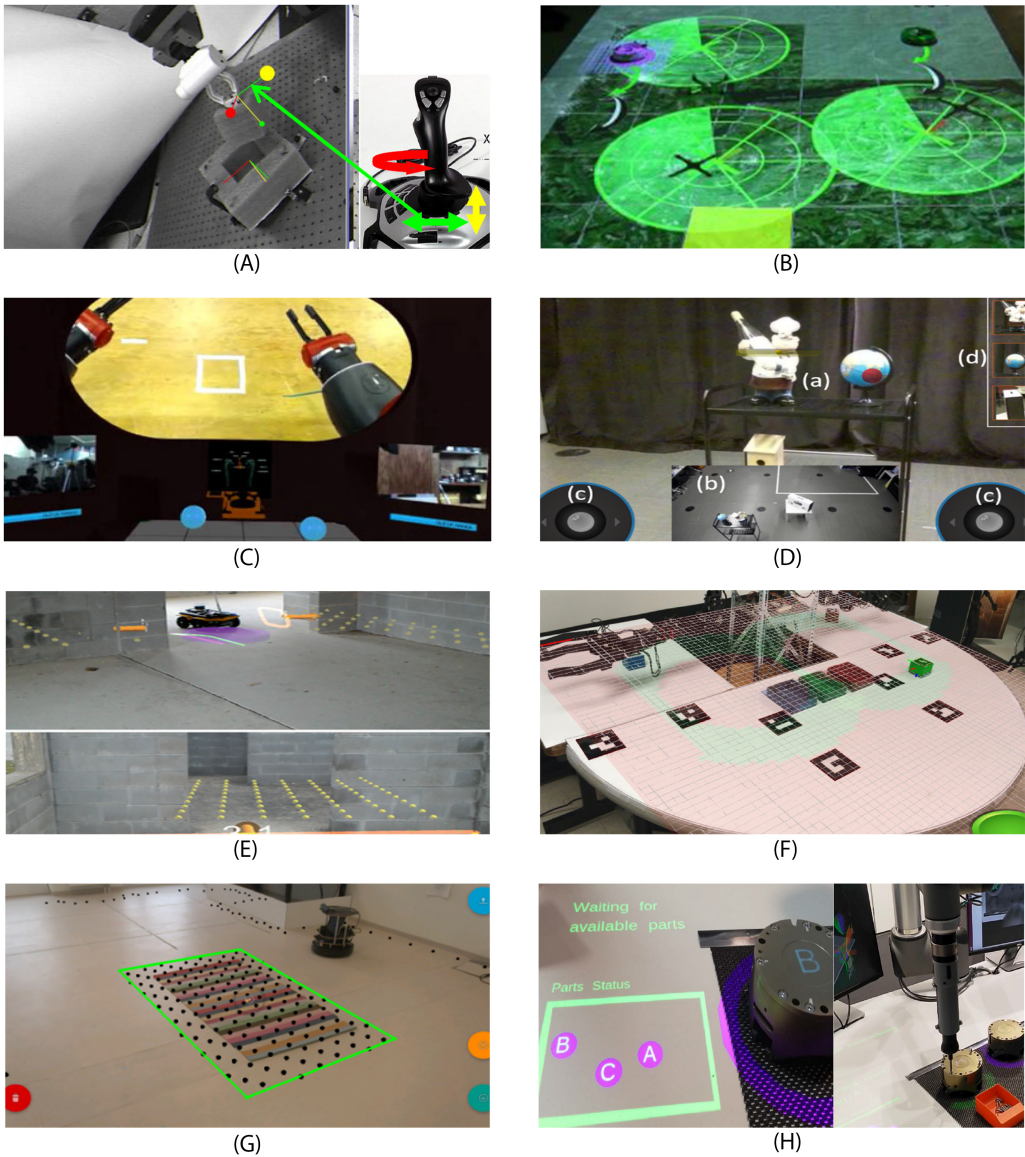 X
(A)
(B)
(C)
(a)
(b)
(c)
(c)
(d)
(D)
(E)
(F)
(G)
Waiting for
available parts
Parts Status
B
C
A
B
(H)